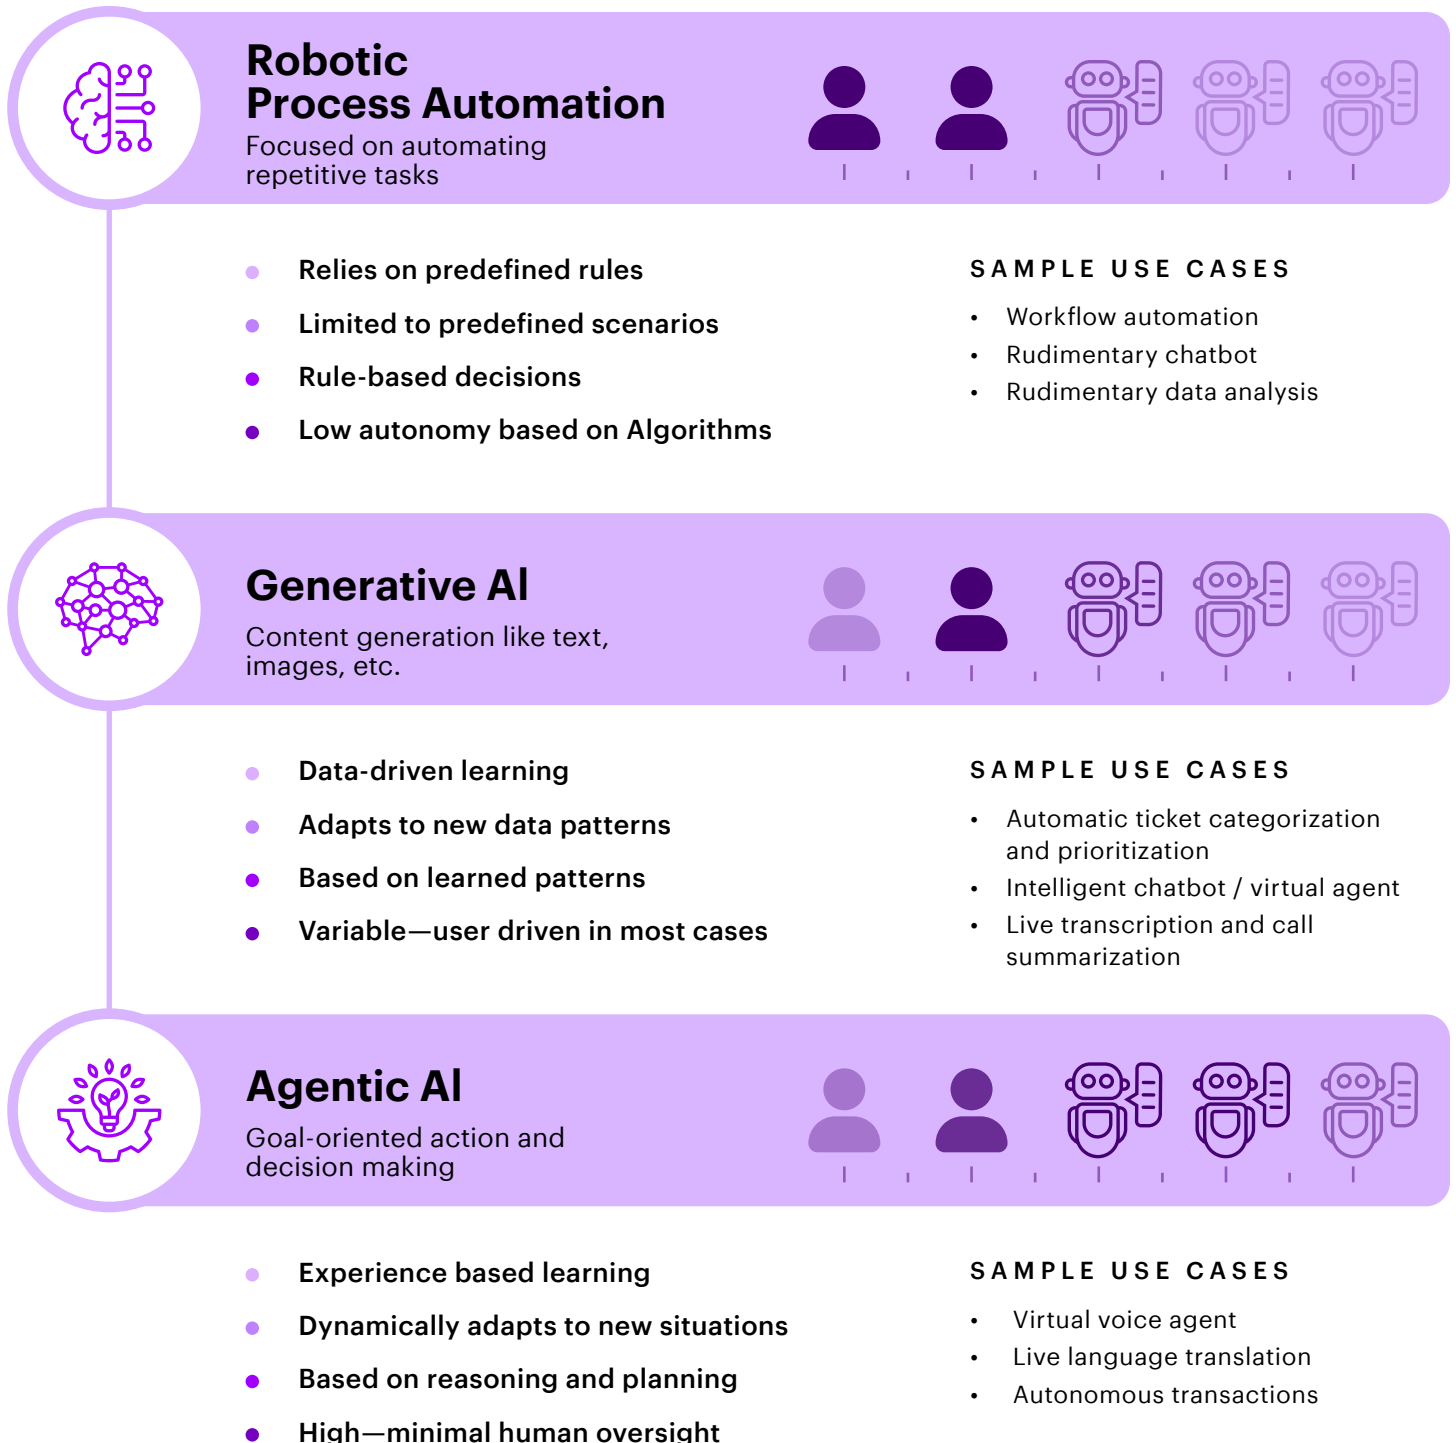 Robotic
Process Automation
Focused on automating
repetitive tasks
Relies on predefined rules
Limited to predefined scenarios
Rule-based decisions
Low autonomy based on Algorithms
SAMPLE USE CASES
Workflow automation
Rudimentary chatbot
Rudimentary data analysis
Generative AI
Content generation like text,
images, etc.
Data-driven learning
Adapts to new data patterns
Based on learned patterns
Variable—user driven in most cases
SAMPLE USE CASES
Automatic ticket categorization
and prioritization
Intelligent chatbot / virtual agent
Live transcription and call
summarization
Agentic AI
Goal-oriented action and
decision making
Experience based learning
Dynamically adapts to new situations
Based on reasoning and planning
High—minimal human oversight
SAMPLE USE CASES
Virtual voice agent
Live language translation
Autonomous transactions